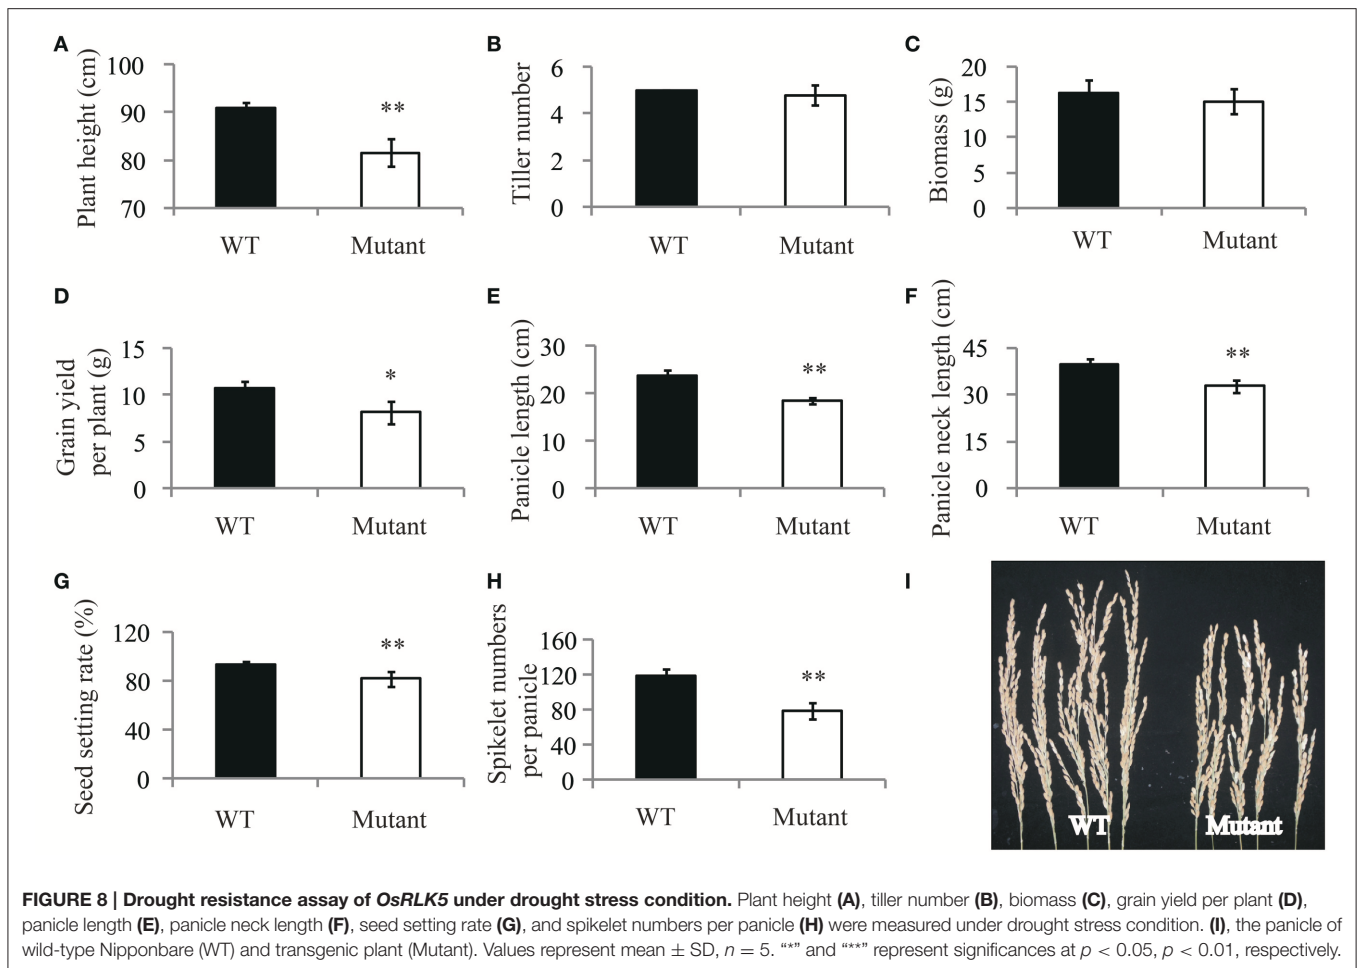 A
Plant height (cm)
100
90
80
70
**
WT
Mutant
B
Tiller number
6
4
2
0
WT
Mutant
C
Biomass (g)
20
15
10
5
0
WT
Mutant
D
Grain yield
per plant (g)
15
10
5
0
*
WT
Mutant
E
Panicle length (cm)
30
20
10
0
**
WT
Mutant
F
Panicle neck length (cm)
45
30
15
0
**
WT
Mutant
G
Seed setting rate (%)
120
80
40
0
**
WT
Mutant
H
Spikelet numbers
per panicle
160
120
80
40
0
**
WT
Mutant
I
WT
Mutant
FIGURE 8 | Drought resistance assay of OsRLK5 under drought stress condition. Plant height (A), tiller number (B), biomass (C), grain yield per plant (D),
panicle length (E), panicle neck length (F), seed setting rate (G), and spikelet numbers per panicle (H) were measured under drought stress condition. (I), the panicle of
wild-type Nipponbare (WT) and transgenic plant (Mutant). Values represent mean ± SD, n = 5. “*” and “**” represent significances at p < 0.05, p < 0.01, respectively.